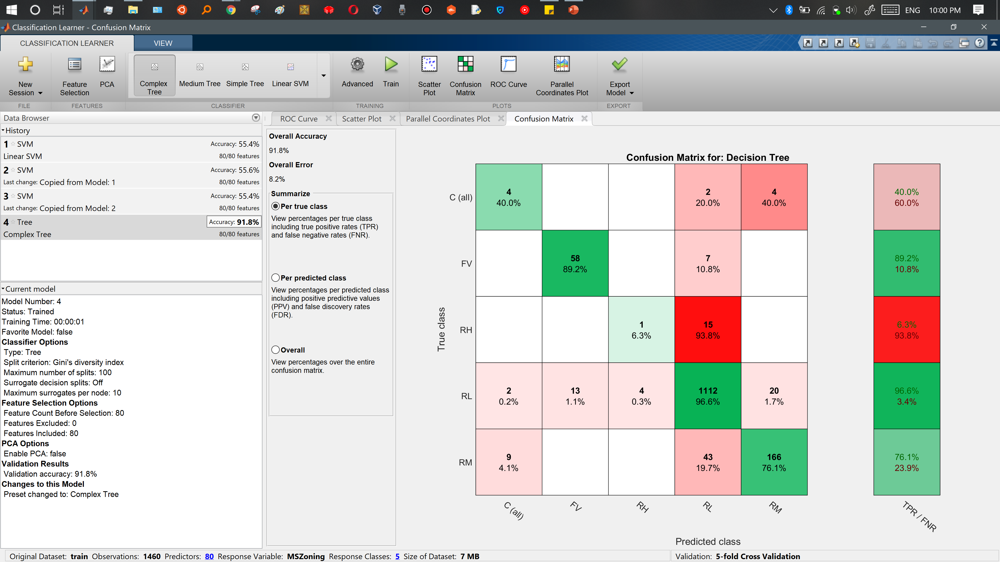 ENG 10:00 PM
Classification Learner - Confusion Matrix
CLASSIFICATION LEARNER VIEW
New Session
Feature Selection
PCA
Complex Tree
Medium Tree
Simple Tree
Linear SVM
Advanced
Train
Scatter Plot
Confusion Matrix
ROC Curve
Parallel Coordinates Plot
Export Model
FILE FEATURES CLASSIFIER TRAINING PLOTS EXPORT
Data Browser
History
1 SVM Accuracy: 55.4%
Linear SVM 80/80 features
2 SVM Accuracy: 55.6%
Last change: Copied from Model: 1 80/80 features
3 SVM Accuracy: 55.4%
Last change: Copied from Model: 2 80/80 features
4 Tree Accuracy: 91.8%
Complex Tree 80/80 features
Current model
Model Number: 4
Status: Trained
Training Time: 00:00:01
Favorite Model: false
Classifier Options
Type: Tree
Split criterion: Gini's diversity index
Maximum number of splits: 100
Surrogate decision splits: Off
Maximum surrogates per node: 10
Feature Selection Options
Feature Count Before Selection: 80
Features Excluded: 0
Features Included: 80
PCA Options
Enable PCA: false
Validation Results
Validation accuracy: 91.8%
Changes to this Model
Preset changed to: Complex Tree
ROC Curve Scatter Plot Parallel Coordinates Plot Confusion Matrix
Overall Accuracy
91.8%
Overall Error
8.2%
Summarize
Per true class
View percentages per true class
including true positive rates (TPR)
and false negative rates (FNR).
Per predicted class
View percentages per predicted class
including positive predictive values
(PPV) and false discovery rates
(FDR).
Overall
View percentages over the entire
confusion matrix.
Confusion Matrix for: Decision Tree
True class
4 2 4 40.0%
C (all) 40.0% 20.0% 40.0% 60.0%
58 7 89.2%
FV 89.2% 10.8% 10.8%
1 15 6.3%
RH 6.3% 93.8% 93.8%
2 13 4 1112 20 96.6%
RL 0.2% 1.1% 0.3% 96.6% 1.7% 3.4%
9 43 166 76.1%
RM 4.1% 19.7% 76.1% 23.9%
C (all) FV RH RL RM TPR / FNR
Predicted class
Original Dataset: train Observations: 1460 Predictors: 80 Response Variable: MSZoning Response Classes: 5 Size of Dataset: 7 MB Validation: 5-fold Cross Validation